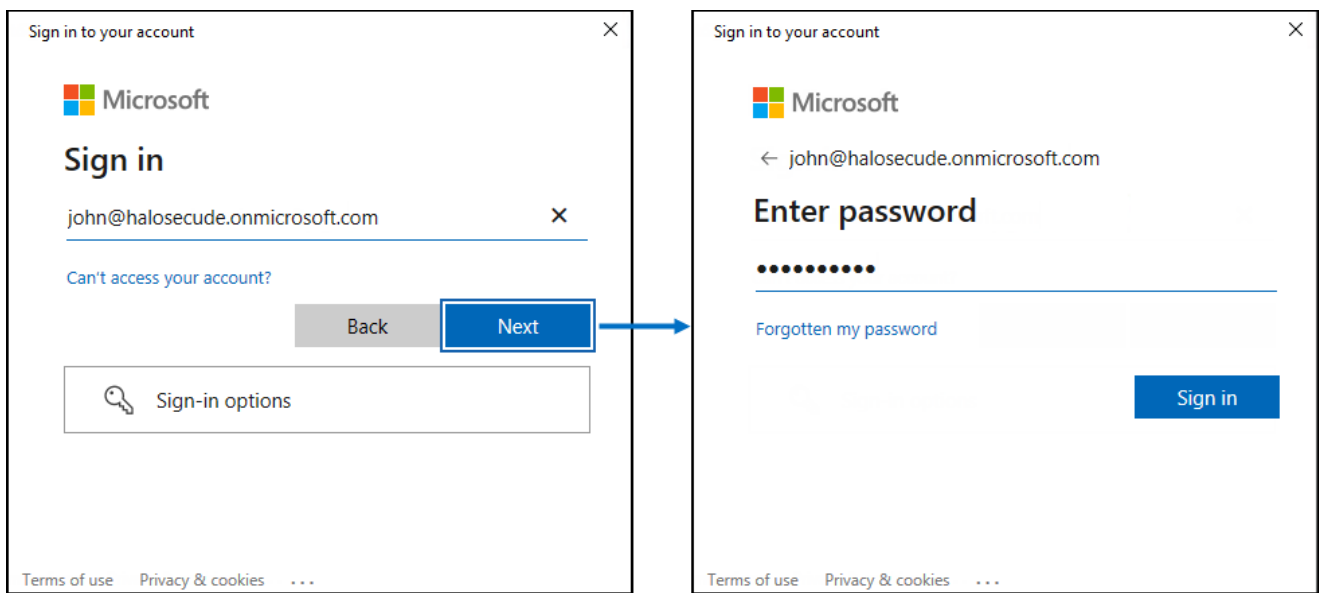 Sign in to your account
Microsoft
Sign in
john@halosecude.onmicrosoft.com
Can't access your account?
Back Next
Sign-in options
Terms of use Privacy & cookies ...
Sign in to your account
Microsoft
john@halosecude.onmicrosoft.com
Enter password
••••••••••
Forgotten my password
Sign in
Terms of use Privacy & cookies ...